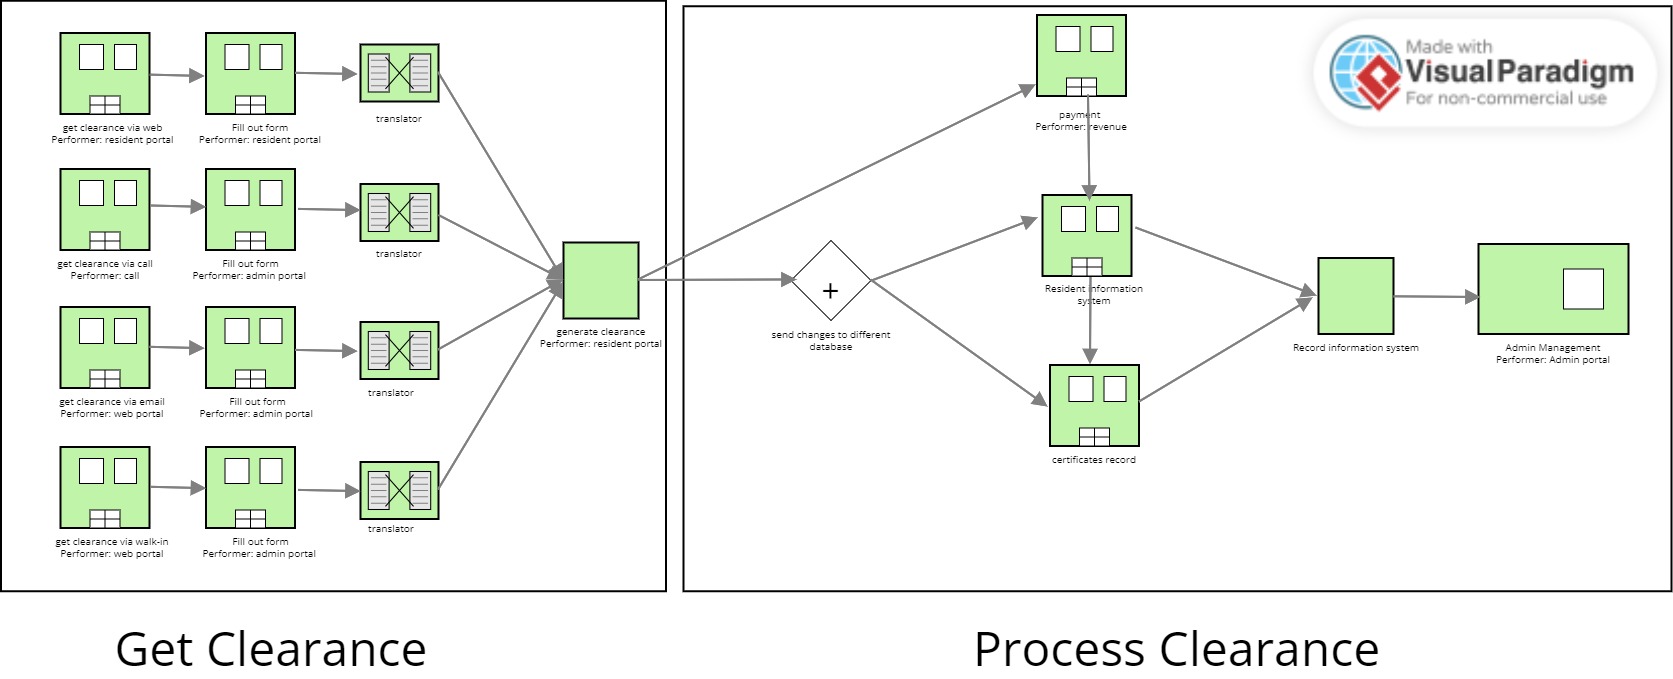 get clearance via web
Performer: resident portal
Fill out form
Performer: resident portal
translator
get clearance via call
Performer: call
Fill out form
Performer: admin portal
translator
get clearance via email
Performer: web portal
Fill out form
Performer: admin portal
translator
get clearance via walk-in
Performer: web portal
Fill out form
Performer: admin portal
translator
generate clearance
Performer: resident portal
Get Clearance
payment
Performer: revenue
send changes to different
database
+
Resident information
system
certificates record
Record information system
Admin Management
Performer: Admin portal
Made with
Visual Paradigm
For non-commercial use
Process Clearance